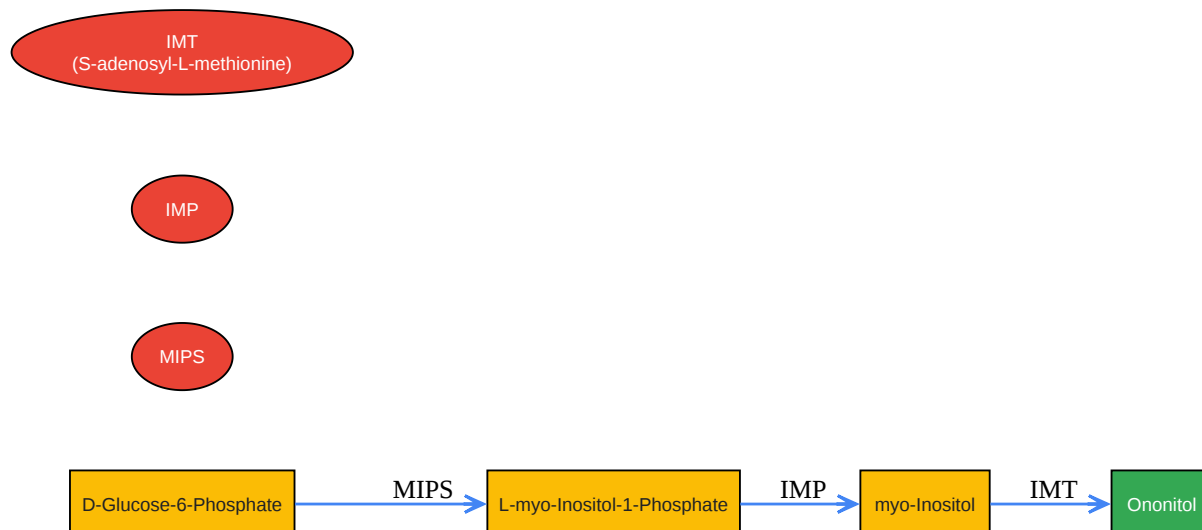 IMT
(S-adenosyl-L-methionine)
IMP
MIPS
D-Glucose-6-Phosphate
MIPS
L-myo-Inositol-1-Phosphate
IMP
myo-Inositol
IMT
Ononitol